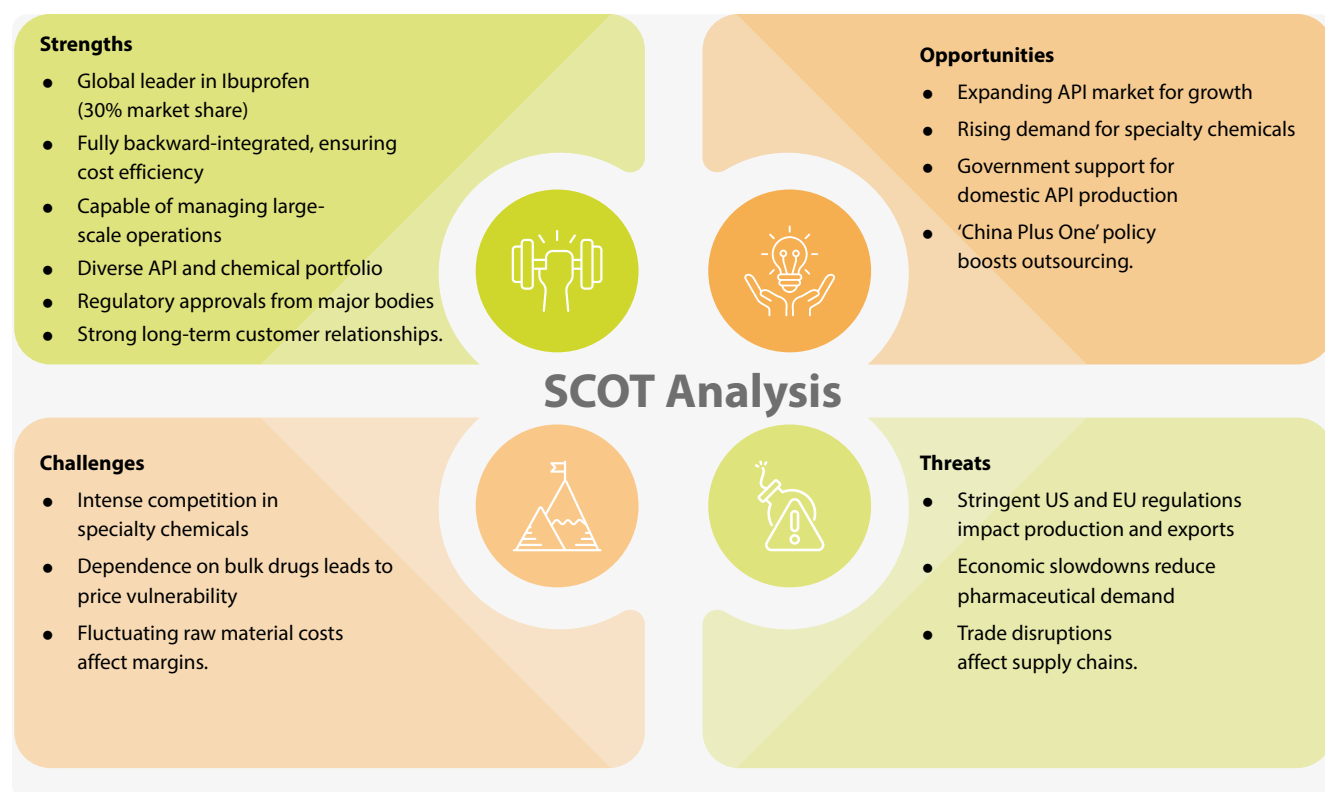 Strengths
● Global leader in Ibuprofen
(30% market share)
● Fully backward-integrated, ensuring
cost efficiency
● Capable of managing large-
scale operations
● Diverse API and chemical portfolio
● Regulatory approvals from major bodies
● Strong long-term customer relationships.
Opportunities
● Expanding API market for growth
● Rising demand for specialty chemicals
● Government support for
domestic API production
● ‘China Plus One’ policy
boosts outsourcing.
SCOT Analysis
Challenges
● Intense competition in
specialty chemicals
● Dependence on bulk drugs leads to
price vulnerability
● Fluctuating raw material costs
affect margins.
Threats
● Stringent US and EU regulations
impact production and exports
● Economic slowdowns reduce
pharmaceutical demand
● Trade disruptions
affect supply chains.